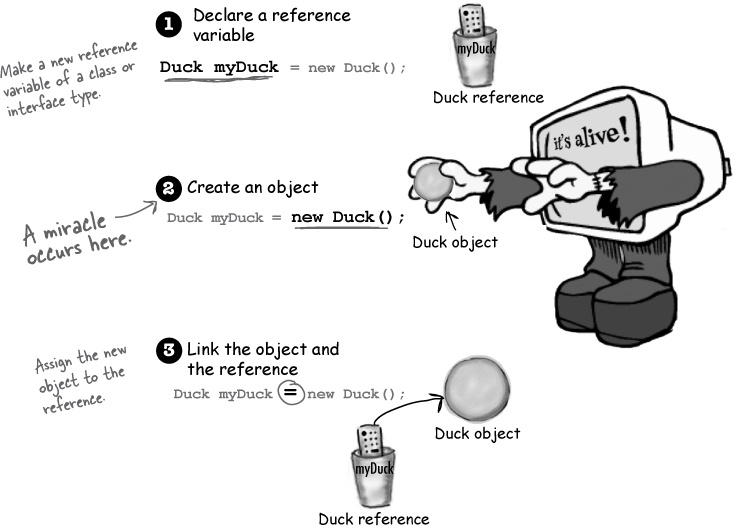 1 Declare a reference
variable
Make a new reference
variable of a class or
interface type.
Duck myDuck = new Duck();
myDuck
Duck reference
it's alive!
2 Create an object
A miracle
occurs here.
Duck myDuck = new Duck();
Duck object
3 Link the object and
the reference
Assign the new
object to the
reference.
Duck myDuck = new Duck();
Duck object
myDuck
Duck reference